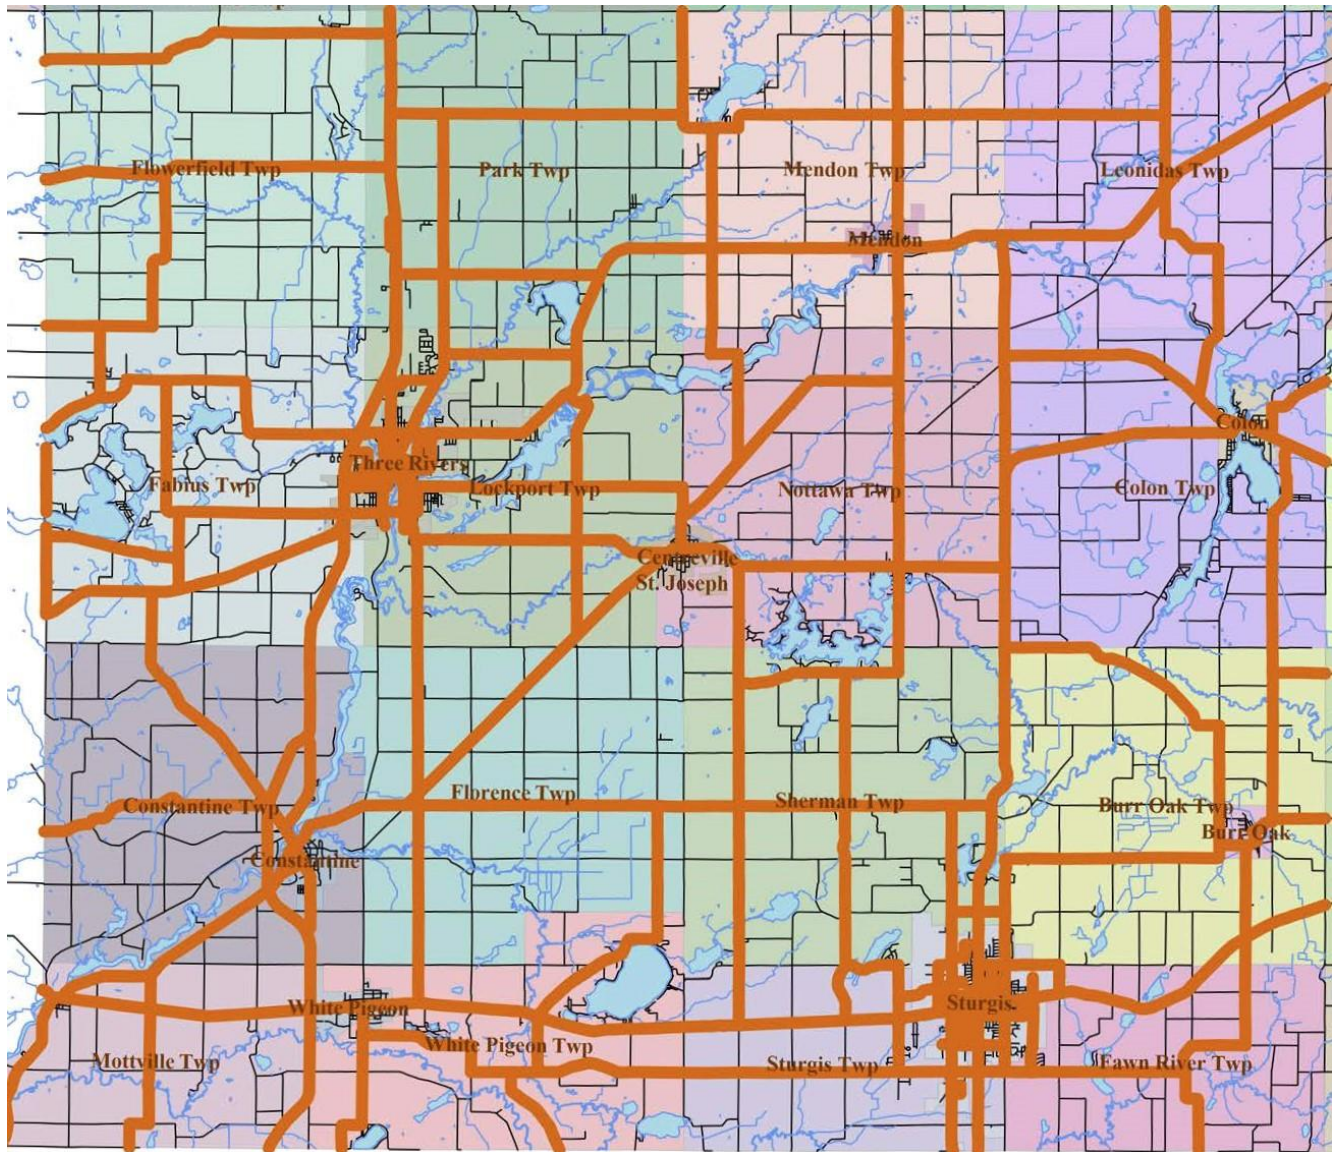 Flowerfield Twp
Park Twp
Mendon Twp
Leonidas Twp
Mendon
Colon
Three Rivers
Fabius Twp
Lockport Twp
Nottawa Twp
Colon Twp
Centreville
St. Joseph
Constantine Twp
Florence Twp
Sherman Twp
Burr Oak Twp
Burr Oak
Constantine
White Pigeon
Sturgis
White Pigeon Twp
Mottville Twp
Sturgis Twp
Fawn River Twp